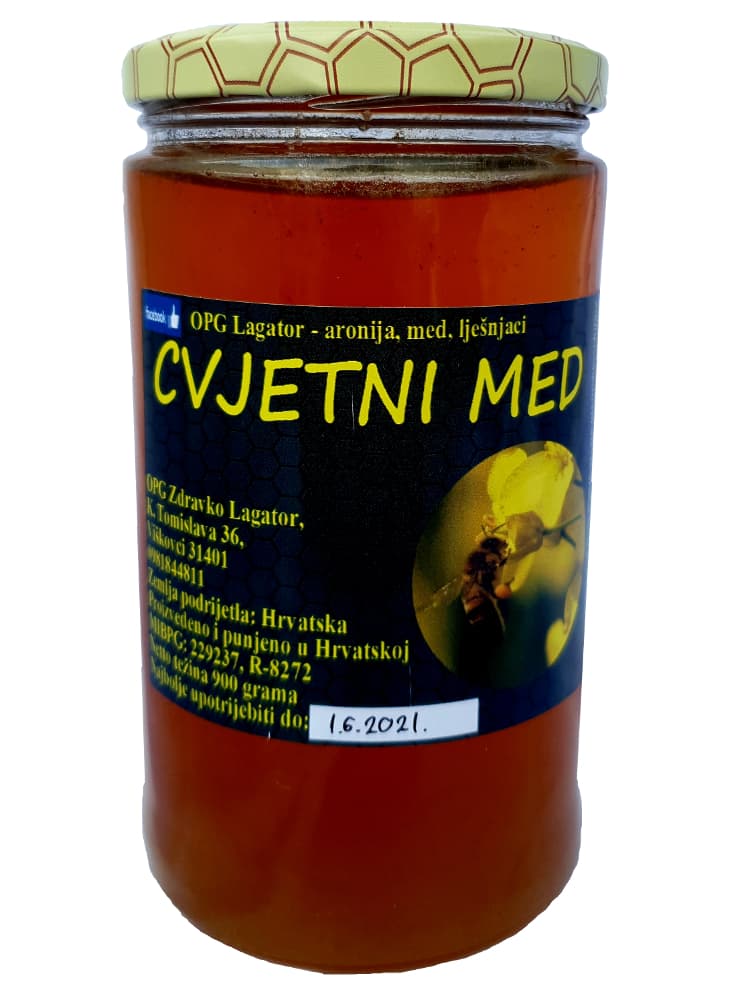 facebook
OPG Lagator - aronija, med, lješnjaci
CVJETNI MED
OPG Zdravko Lagator,
K. Tomislava 36,
Viškovci 31401
0981844811
Zemlja podrijetla: Hrvatska
Proizvedeno i punjeno u Hrvatskoj
MIBPG: 229237, R-8272
Netto težina 900 grama
Najbolje upotrijebiti do: 1.6.2021.